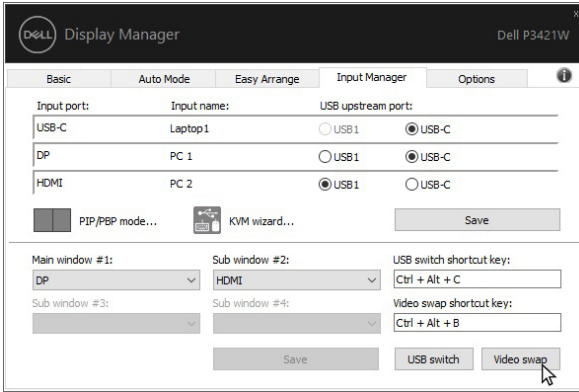 DELL Display Manager Dell P3421W
x
Basic Auto Mode Easy Arrange Input Manager Options i
Input port: Input name: USB upstream port:
USB-C Laptop1 USB1 USB-C
DP PC 1 USB1 USB-C
HDMI PC 2 USB1 USB-C
PIP/PBP mode... KVM wizard... Save
Main window #1: Sub window #2: USB switch shortcut key:
DP HDMI Ctrl + Alt + C
Sub window #3: Sub window #4: Video swap shortcut key:
Ctrl + Alt + B
Save USB switch Video swap